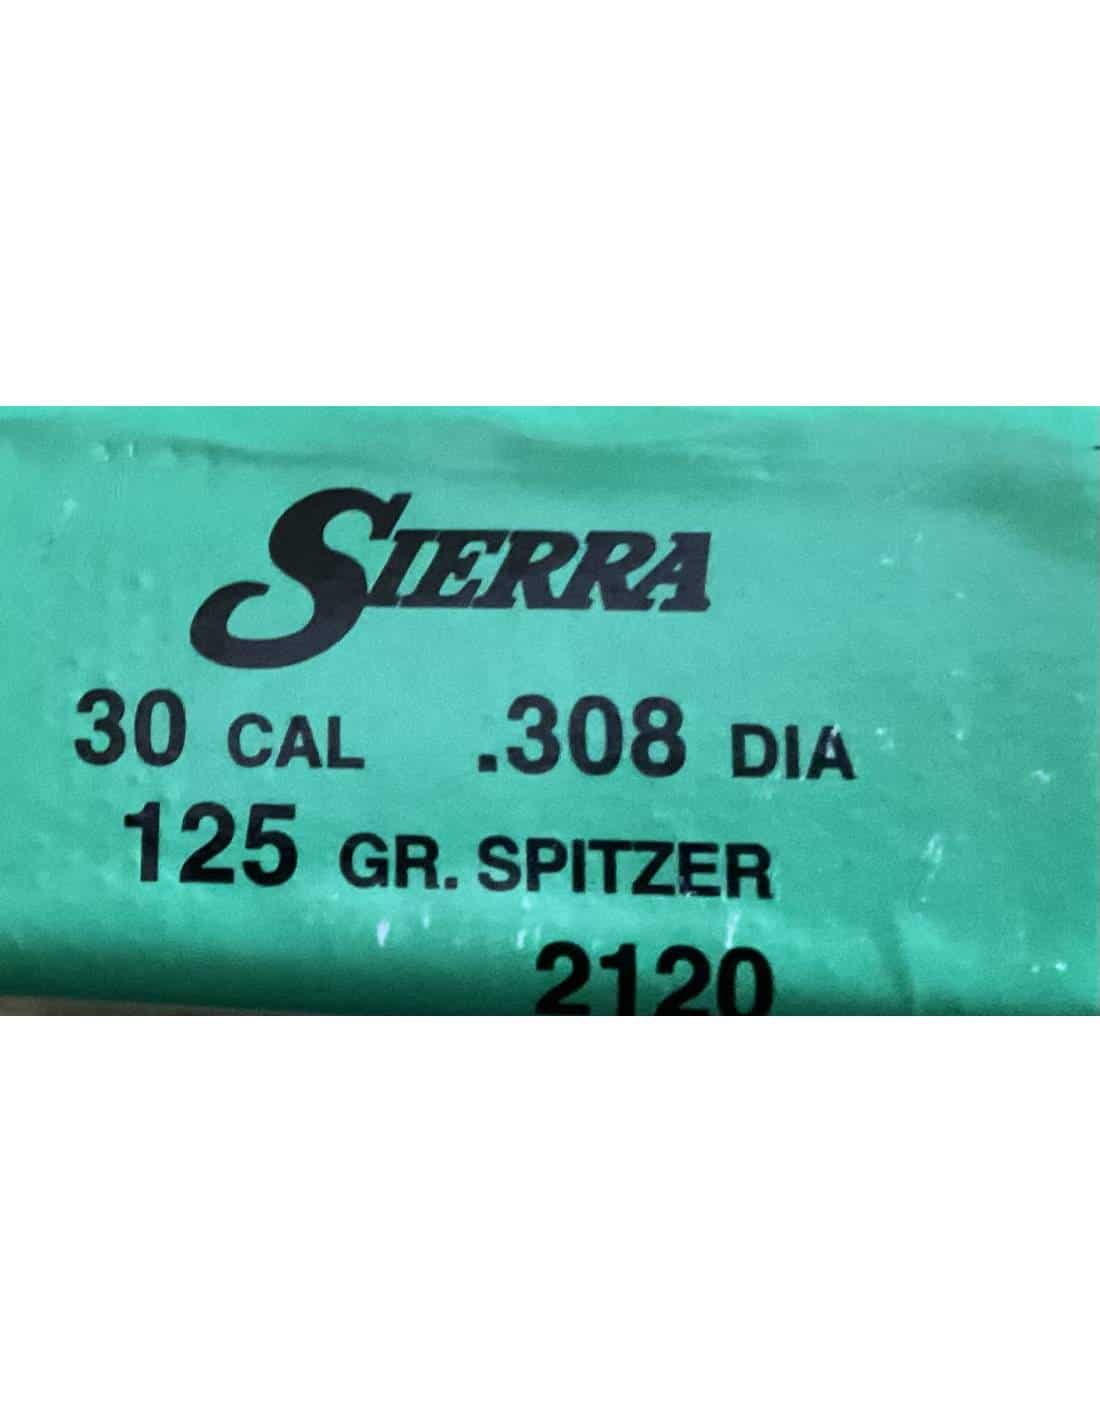 SIERRA
30 CAL .308 DIA
125 GR. SPITZER
2120